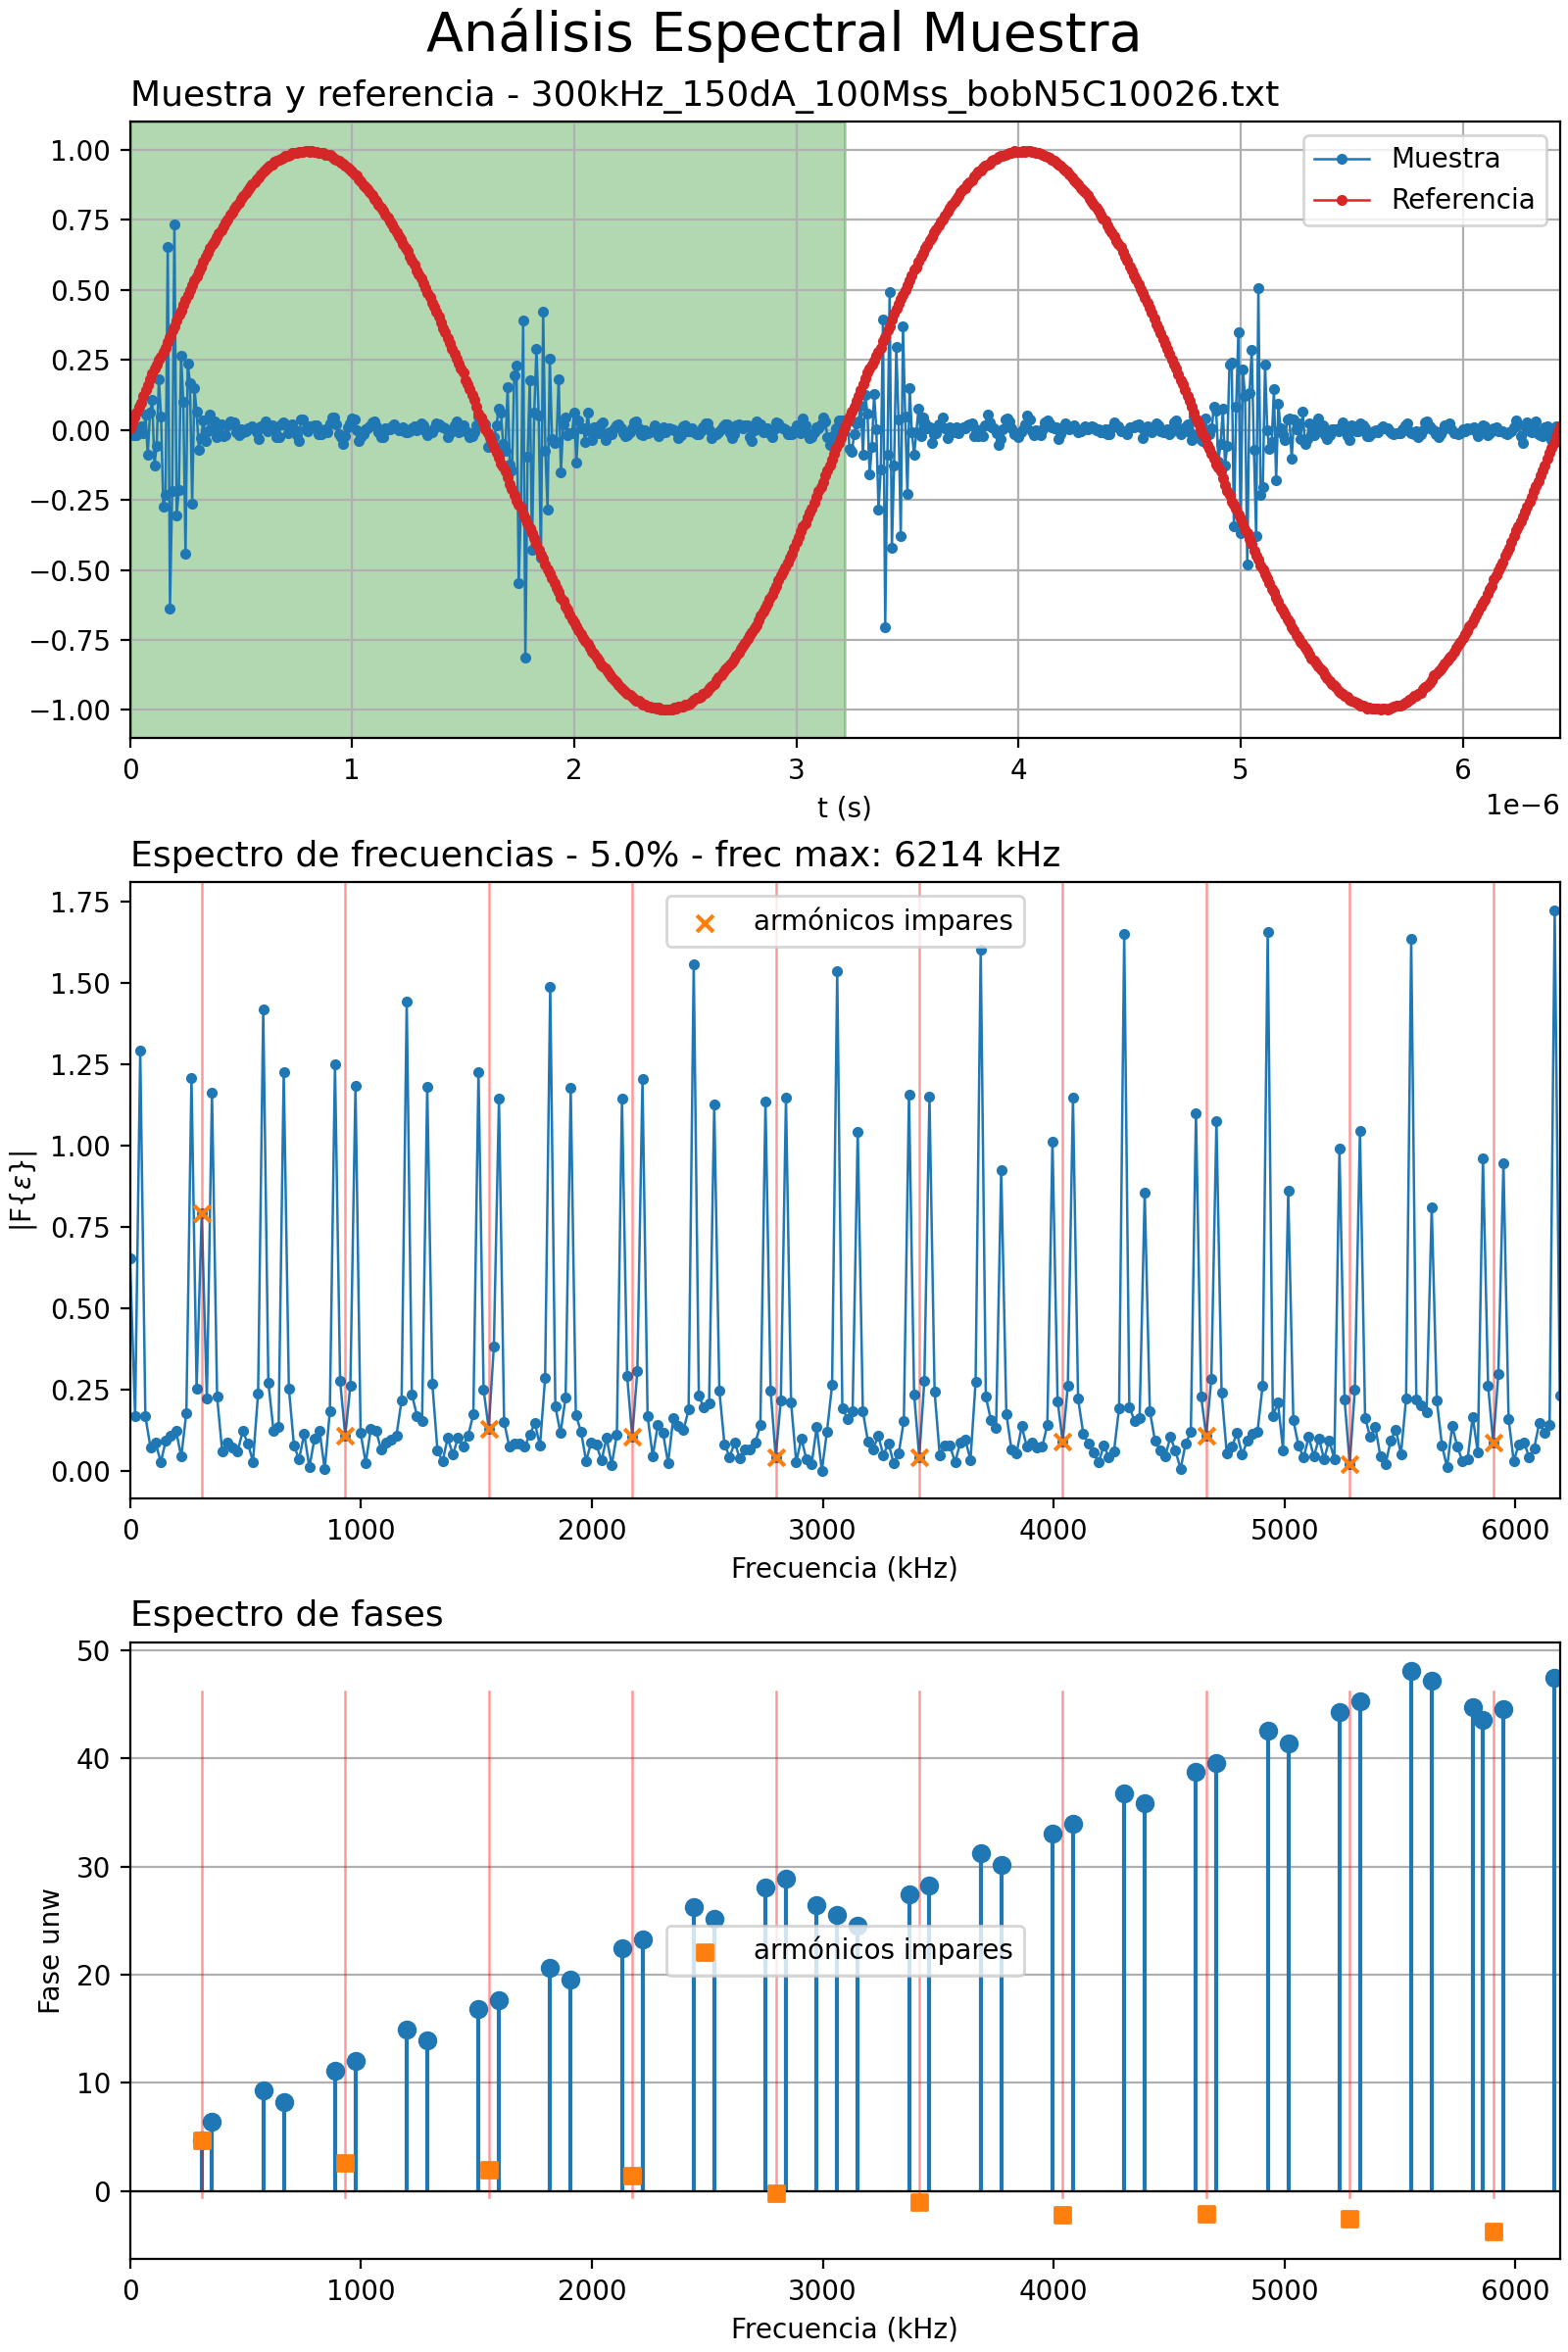 Análisis Espectral Muestra
Muestra y referencia - 300kHz_150dA_100Mss_bobN5C10026.txt
1.00
0.75
0.50
0.25
0.00
−0.25
−0.50
−0.75
−1.00
Muestra
Referencia
0 1 2 3 4 5 6
1e−6
t (s)
Espectro de frecuencias - 5.0% - frec max: 6214 kHz
1.75
1.50
1.25
1.00
0.75
0.50
0.25
0.00
|F{ε}|
armónicos impares
0 1000 2000 3000 4000 5000 6000
Frecuencia (kHz)
Espectro de fases
50
40
30
20
10
0
Fase unw
armónicos impares
0 1000 2000 3000 4000 5000 6000
Frecuencia (kHz)